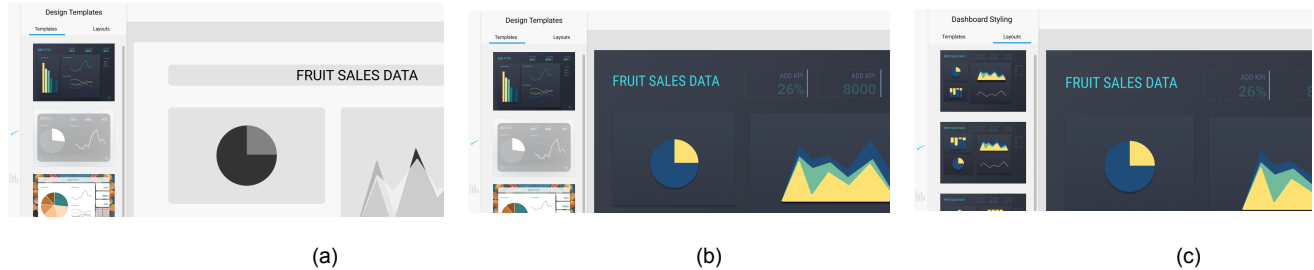 Design Templates
Templates Layouts
FRUIT SALES DATA
Design Templates
Templates Layouts
FRUIT SALES DATA
ADD KPI ADD KPI
26% 8000
Dashboard Styling
Templates Layouts
FRUIT SALES DATA
ADD KPI
26%
(a) (b) (c)